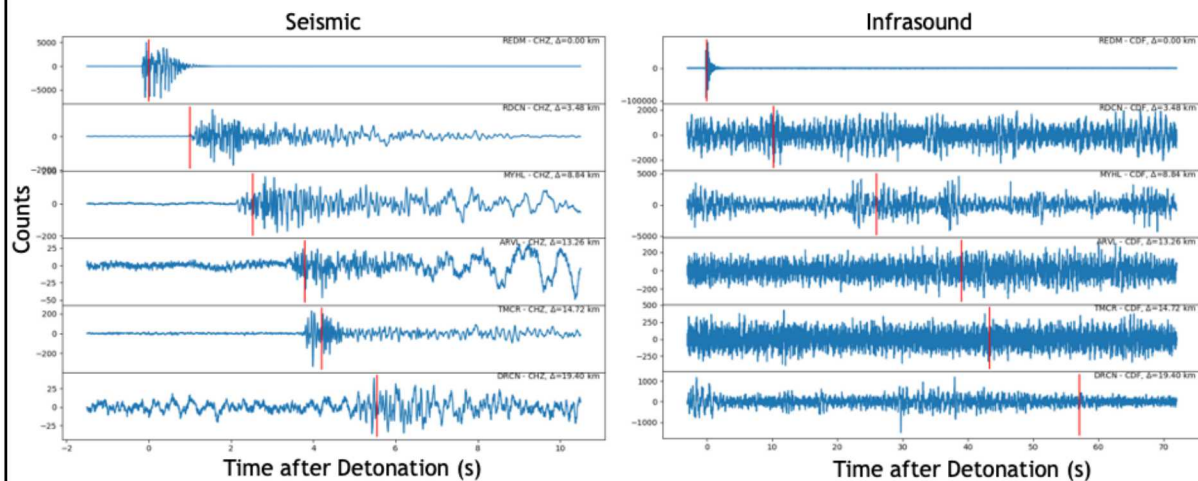 Seismic
REDM - CHZ, Δ=0.00 km
5000
0
−5000
RDCN - CHZ, Δ=3.48 km
0
−2000
MYHL - CHZ, Δ=8.84 km
200
0
−200
ARVL - CHZ, Δ=13.26 km
25
0
−25
−50
TMCR - CHZ, Δ=14.72 km
200
0
−200
DRCN - CHZ, Δ=19.40 km
25
0
−25
−2 0 2 4 6 8 10
Counts
Time after Detonation (s)
Infrasound
REDM - CDF, Δ=0.00 km
0
−100000
RDCN - CDF, Δ=3.48 km
2000
0
−2000
MYHL - CDF, Δ=8.84 km
5000
0
−5000
ARVL - CDF, Δ=13.26 km
200
0
−200
TMCR - CDF, Δ=14.72 km
500
250
0
−250
DRCN - CDF, Δ=19.40 km
1000
0
−1000
0 10 20 30 40 50 60 70
Time after Detonation (s)